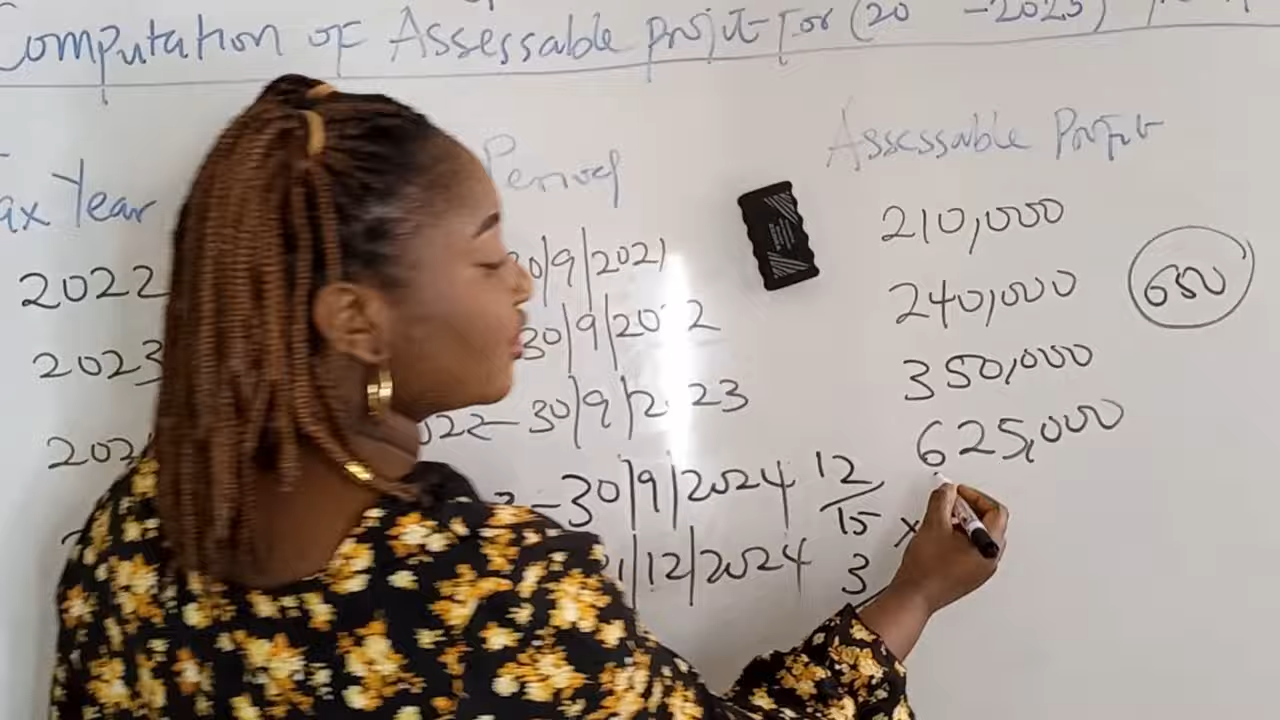 Computation of Assessable profit For (20 -2025)
Tax Year Period Assessable Profit
2022 30/9/2021 210,000
2023 30/9/2022 240,000 650
2022- 30/9/2023 350,000
- 30/9/2024 12/15 x 625,000
31/12/2024 3